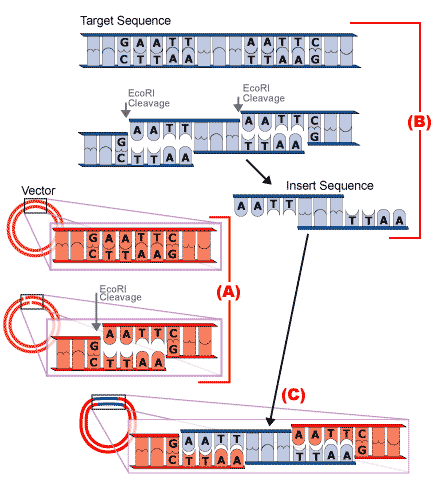 Target Sequence
G A A T T A A T T C
C T T A A T T A A G
EcoRI
Cleavage
EcoRI
Cleavage
(B)
A A T T A A T T C
G T T A A G
C T T A A
Insert Sequence
A A T T
T T A A
Vector
G A A T T C
C T T A A G
(A)
EcoRI
Cleavage
G A A T T C
C T T A A G
(C)
G A A T T A A T T C
C T T A A T T A A G